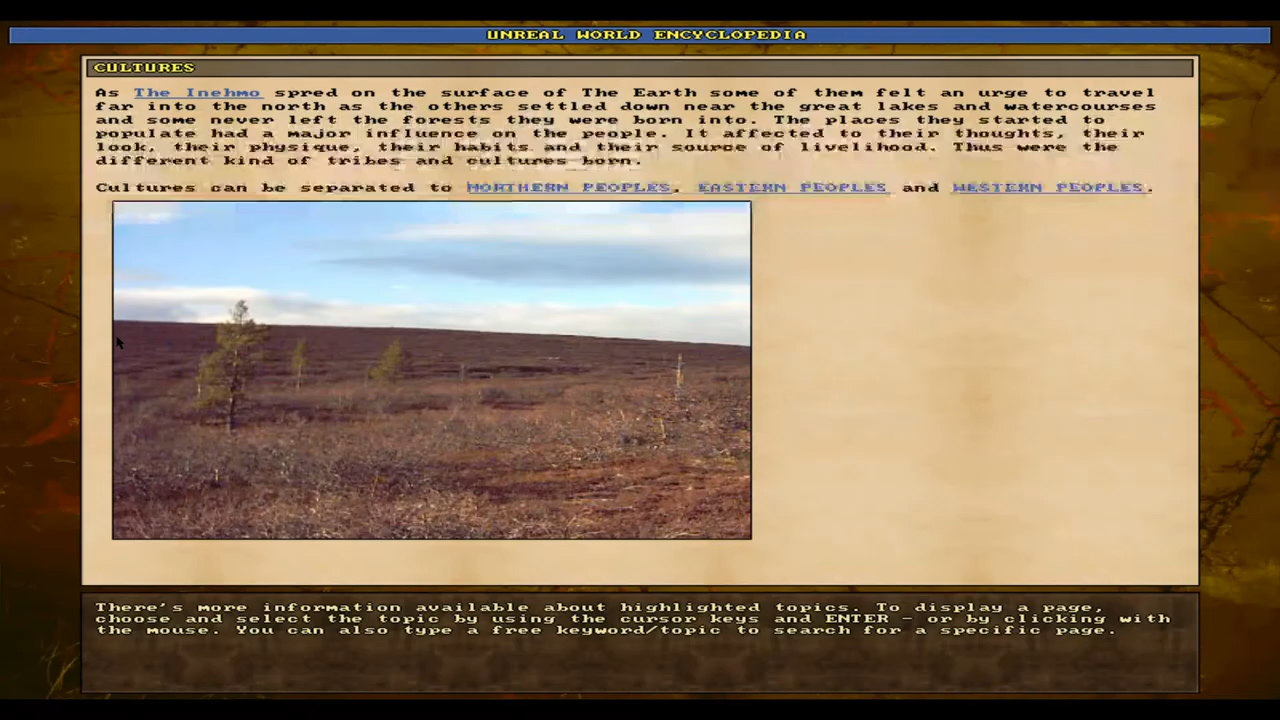 UNREAL WORLD ENCYCLOPEDIA
CULTURES
As The Inehmo spred on the surface of The Earth some of them felt an urge to travel
far into the north as the others settled down near the great lakes and watercourses
and some never left the forests they were born into. The places they started to
populate had a major influence on the people. It affected to their thoughts, their
look, their physique, their habits and their source of livelihood. Thus were the
different kind of tribes and cultures born.
Cultures can be separated to NORTHERN PEOPLES, EASTERN PEOPLES and WESTERN PEOPLES.
There's more information available about highlighted topics. To display a page,
choose and select the topic by using the cursor keys and ENTER - or by clicking with
the mouse. You can also type a free keyword/topic to search for a specific page.